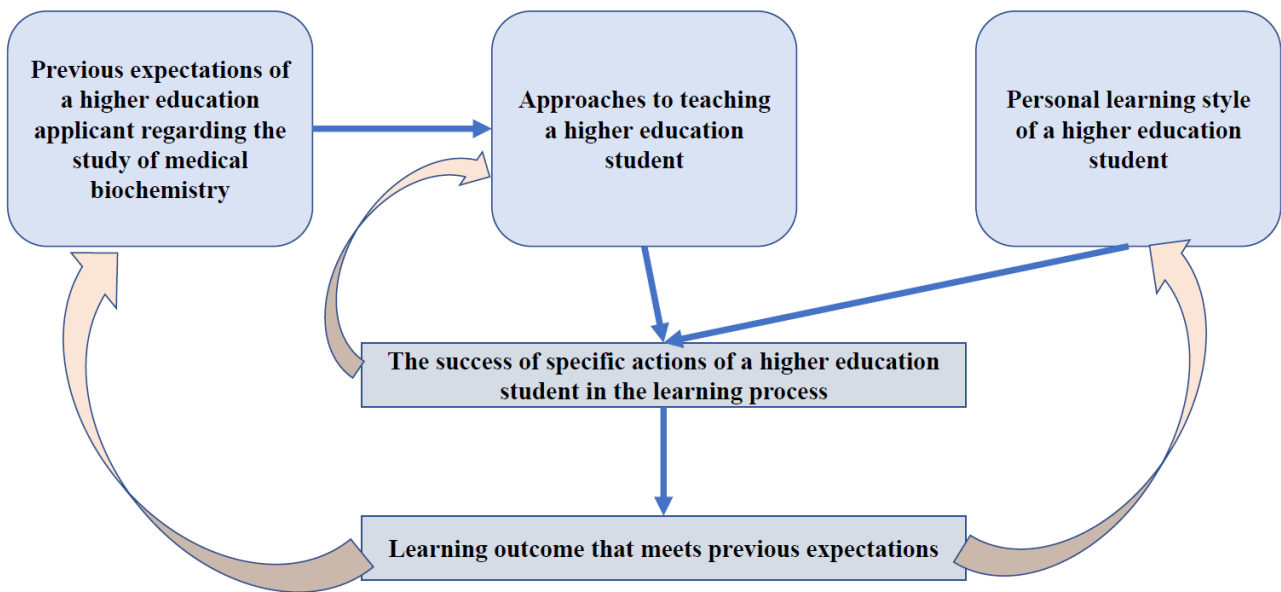 Previous expectations of
a higher education
applicant regarding the
study of medical
biochemistry
Approaches to teaching
a higher education
student
Personal learning style
of a higher education
student
The success of specific actions of a higher education
student in the learning process
Learning outcome that meets previous expectations